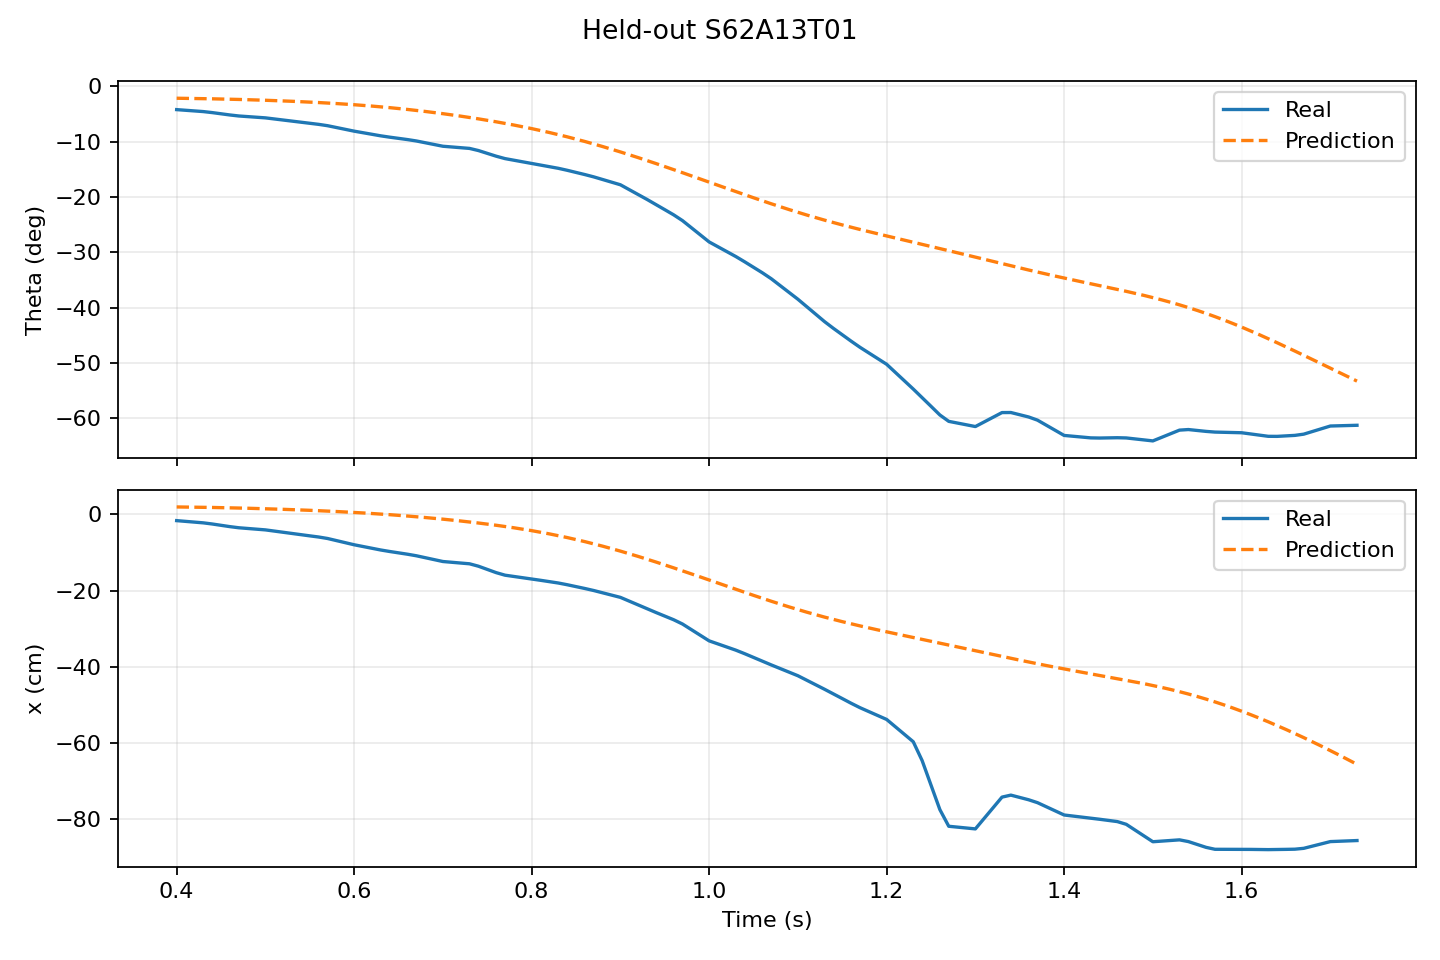 Held-out S62A13T01
0
−10
−20
−30
−40
−50
−60
Theta (deg)
Real
Prediction
0
−20
−40
−60
−80
x (cm)
Real
Prediction
0.4 0.6 0.8 1.0 1.2 1.4 1.6
Time (s)